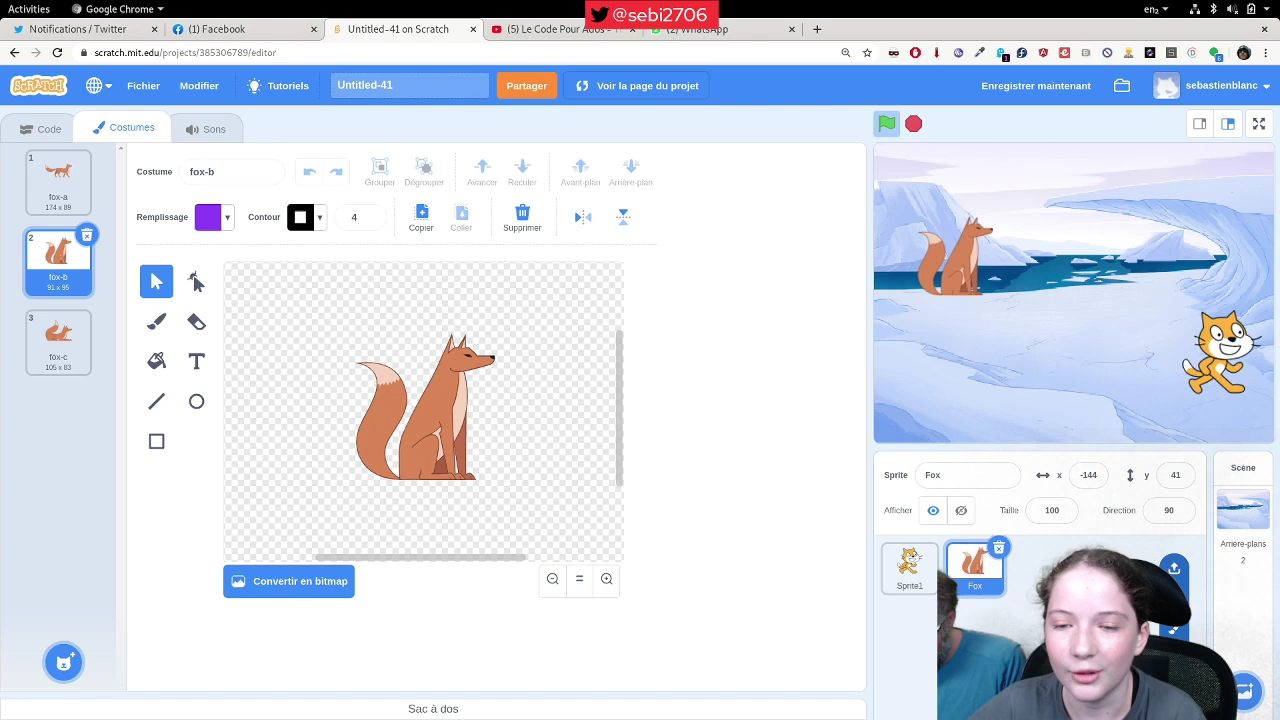 Activities
Google Chrome
@sebi2706
en₂
Notifications / Twitter
(1) Facebook
Untitled-41 on Scratch
(5) Le Code Pour Ados -
(2) WhatsApp
scratch.mit.edu/projects/385306789/editor
SCRATCH
Fichier
Modifier
Tutoriels
Untitled-41
Partager
Voir la page du projet
Enregistrer maintenant
sebastienblanc
Code
Costumes
Sons
1
fox-a
174 x 89
2
fox-b
91 x 95
3
fox-c
105 x 83
Costume
fox-b
Grouper
Dégrouper
Avancer
Reculer
Avant-plan
Arrière-plan
Remplissage
Contour
4
Copier
Coller
Supprimer
Convertir en bitmap
Sac à dos
Sprite
Fox
x
-144
y
41
Afficher
Taille
100
Direction
90
Sprite1
Fox
Scène
Arrière-plans
2